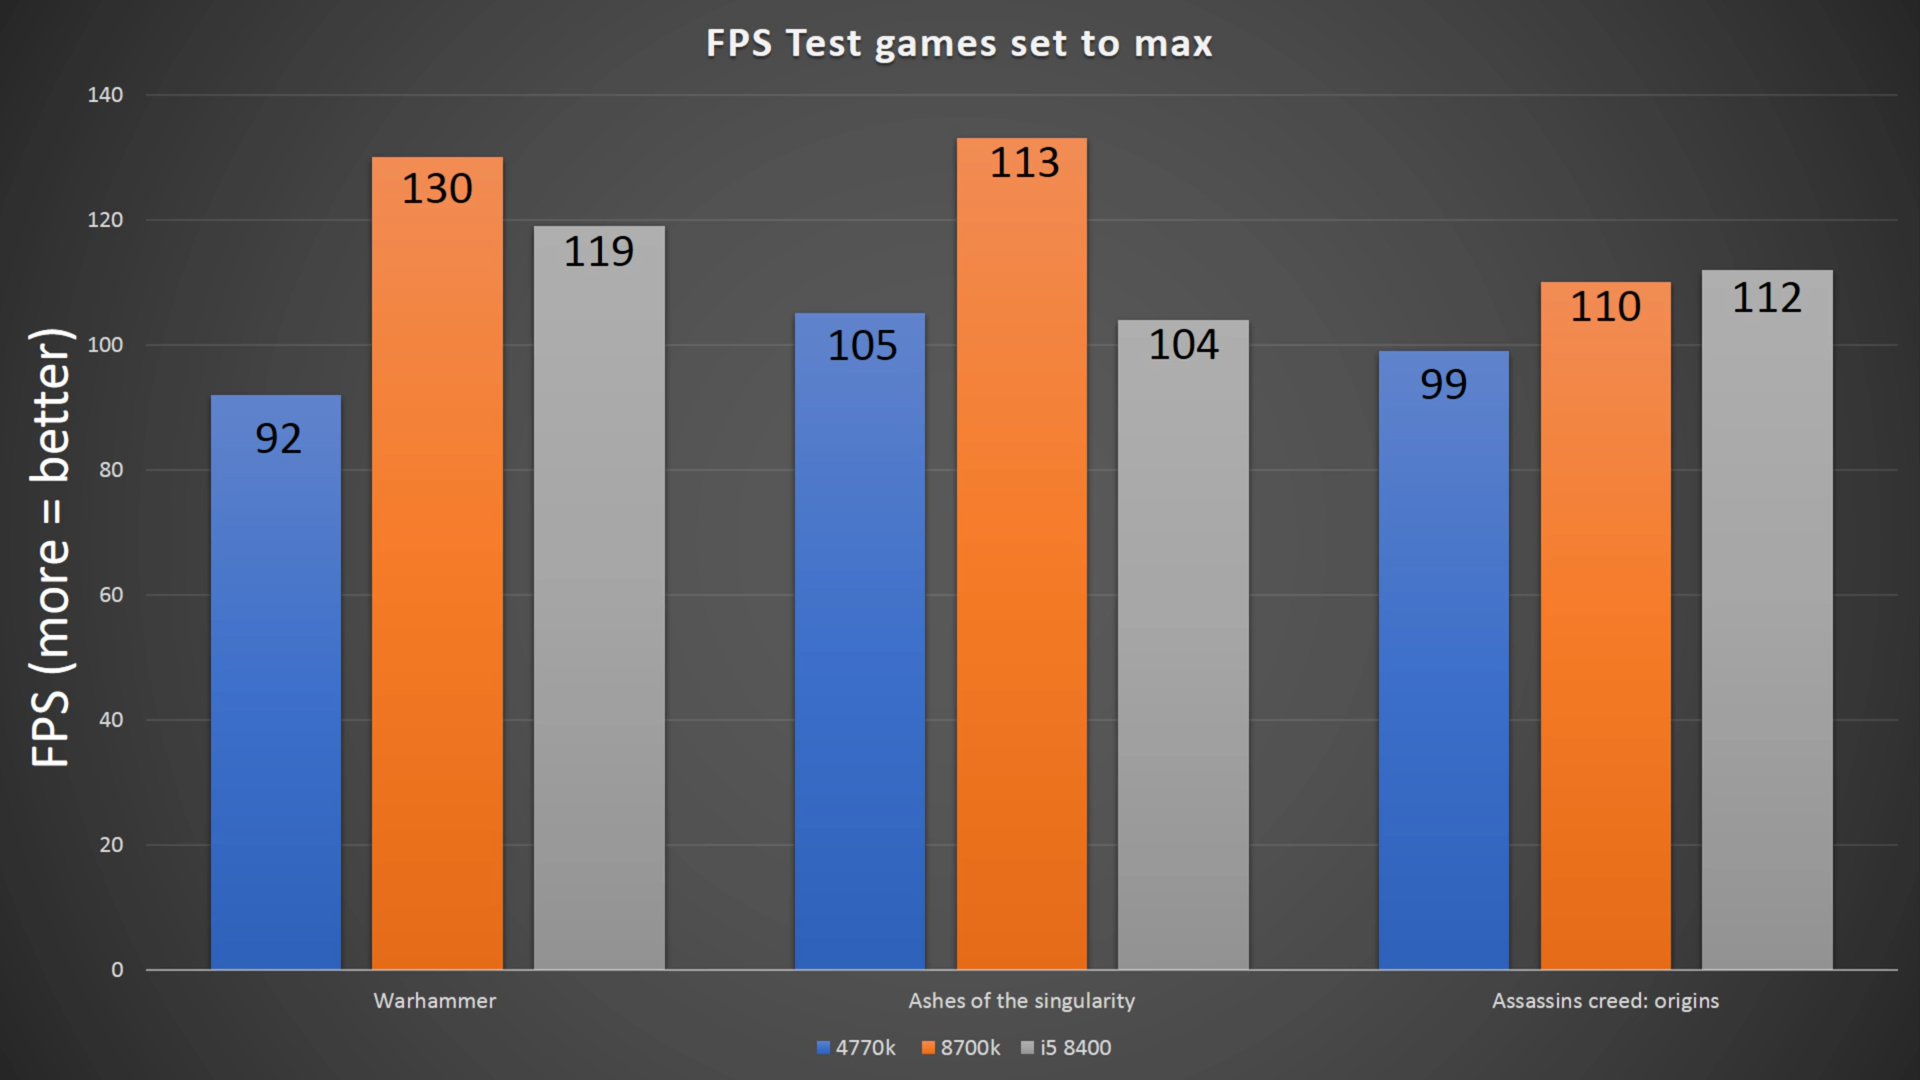 FPS Test games set to max
FPS (more = better)
140
120
100
80
60
40
20
0
92
130
119
105
113
104
99
110
112
Warhammer
Ashes of the singularity
Assassins creed: origins
4770k
8700k
i5 8400